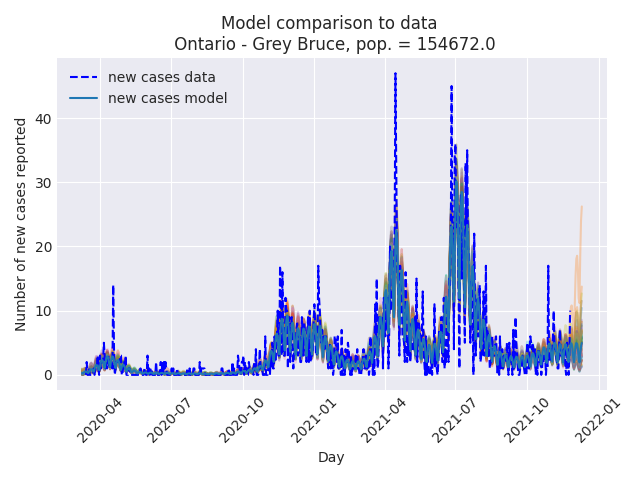 Model comparison to data
Ontario - Grey Bruce, pop. = 154672.0
new cases data
new cases model
Number of new cases reported
40
30
20
10
0
2020-04
2020-07
2020-10
2021-01
2021-04
2021-07
2021-10
2022-01
Day